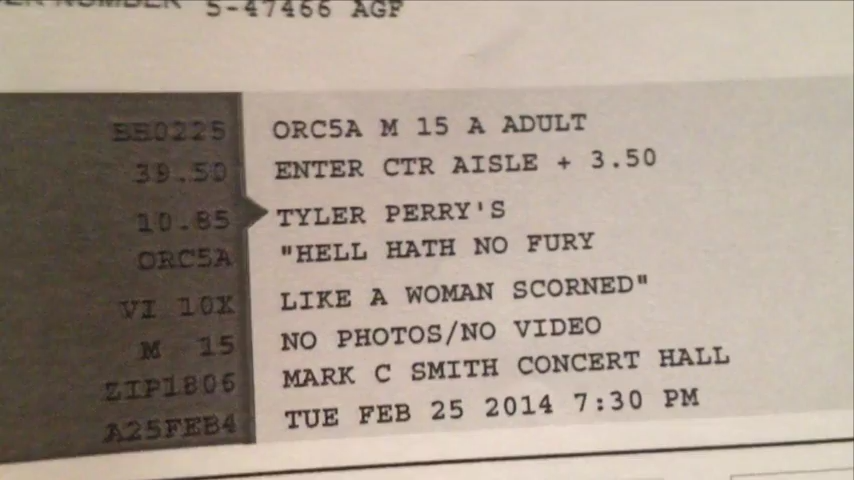 5-47466 AGF
BE0225 ORC5A M 15 A ADULT
39.50 ENTER CTR AISLE + 3.50
10.85 TYLER PERRY'S
ORC5A "HELL HATH NO FURY
VI 10X LIKE A WOMAN SCORNED"
M 15 NO PHOTOS/NO VIDEO
ZIP1806 MARK C SMITH CONCERT HALL
A25FEB4 TUE FEB 25 2014 7:30 PM